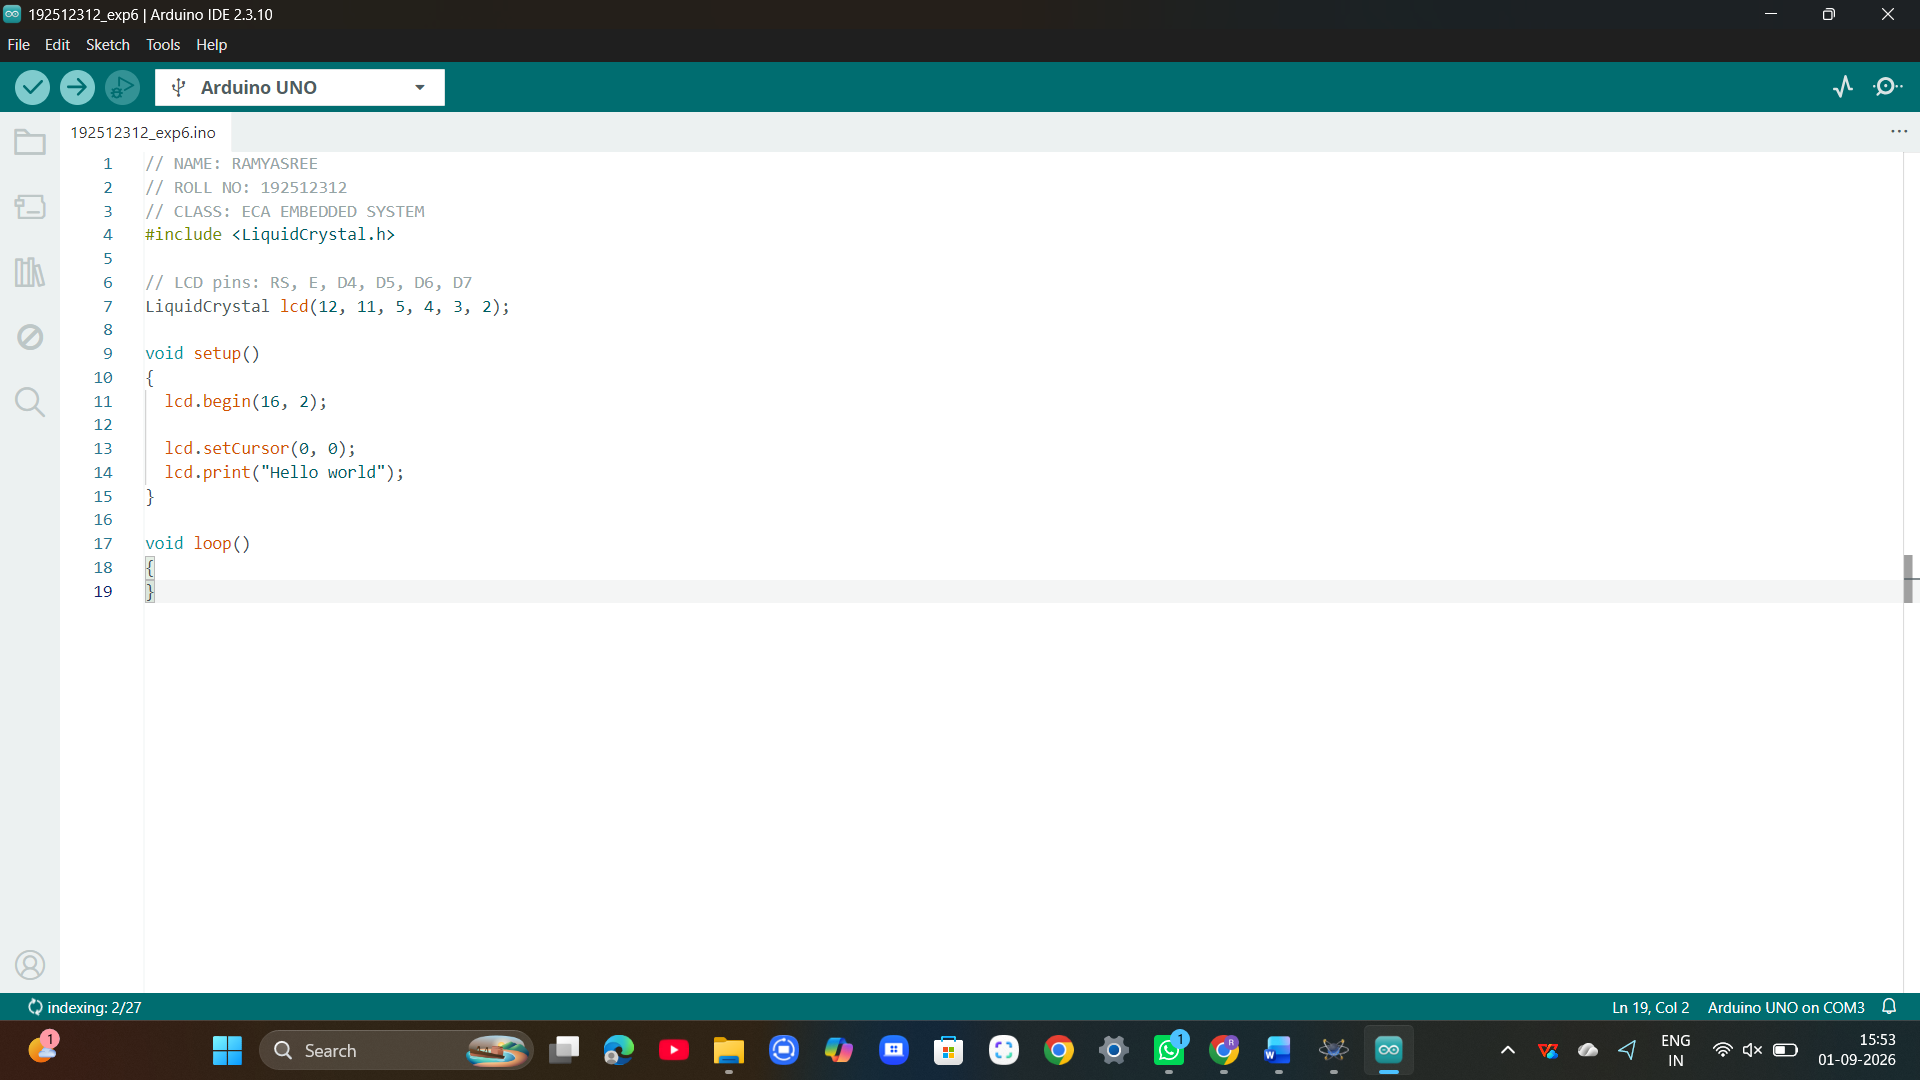 192512312_exp6 | Arduino IDE 2.3.10
File Edit Sketch Tools Help
Arduino UNO
192512312_exp6.ino
1 // NAME: RAMYASREE
2 // ROLL NO: 192512312
3 // CLASS: ECA EMBEDDED SYSTEM
4 #include <LiquidCrystal.h>
5
6 // LCD pins: RS, E, D4, D5, D6, D7
7 LiquidCrystal lcd(12, 11, 5, 4, 3, 2);
8
9 void setup()
10 {
11 lcd.begin(16, 2);
12
13 lcd.setCursor(0, 0);
14 lcd.print("Hello world");
15 }
16
17 void loop()
18 {
19 }
indexing: 2/27
Ln 19, Col 2 Arduino UNO on COM3
1
Search
1
R
W
ENG
IN
15:53
01-09-2026